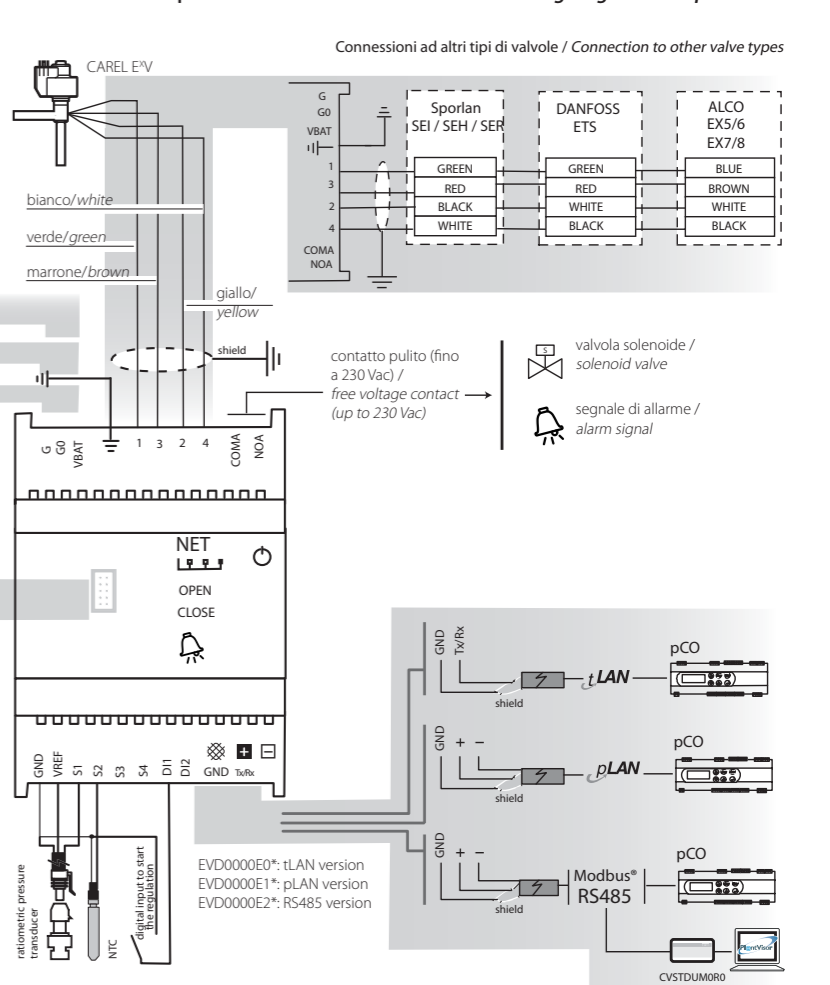 Connessioni ad altri tipi di valvole / Connection to other valve types
CAREL EXV
G
G0
VBAT
1
3
2
4
COMA
NOA
Sporlan
SEI / SEH / SER
GREEN
RED
BLACK
WHITE
DANFOSS
ETS
GREEN
RED
WHITE
BLACK
ALCO
EX5/6
EX7/8
BLUE
BROWN
WHITE
BLACK
bianco/white
verde/green
marrone/brown
giallo/
yellow
shield
contatto pulito (fino
a 230 Vac) /
free voltage contact
(up to 230 Vac)
S
valvola solenoide /
solenoid valve
segnale di allarme /
alarm signal
G
G0
VBAT
1
3
2
4
COMA
NOA
NET
OPEN
CLOSE
GND
VREF
S1
S2
S3
S4
DI1
DI2
GND
Tx/Rx
ratiometric pressure
transducer
NTC
digital input to start
the regulation
EVD0000E0*: tLAN version
EVD0000E1*: pLAN version
EVD0000E2*: RS485 version
GND
Tx/Rx
shield
tLAN
pCO
GND
+
−
shield
pLAN
pCO
GND
+
−
shield
Modbus®
RS485
pCO
CVSTDUM0R0
PlantVisor